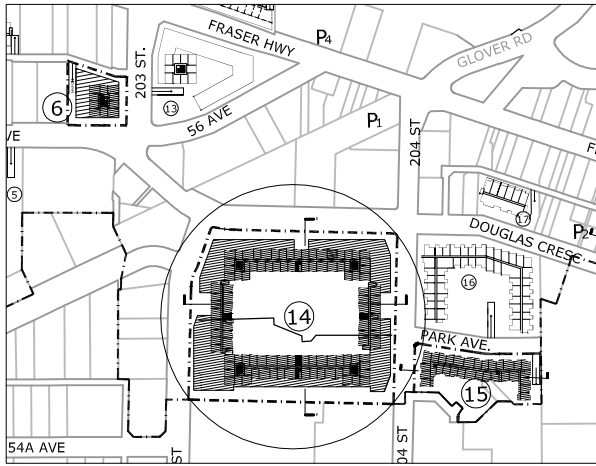 FRASER HWY
P4
GLOVER RD
203 ST.
6
13
56 AVE
P1
204 ST
VE
5
17
DOUGLAS CRESC
P2
16
14
PARK AVE.
15
54A AVE
ST
04 ST